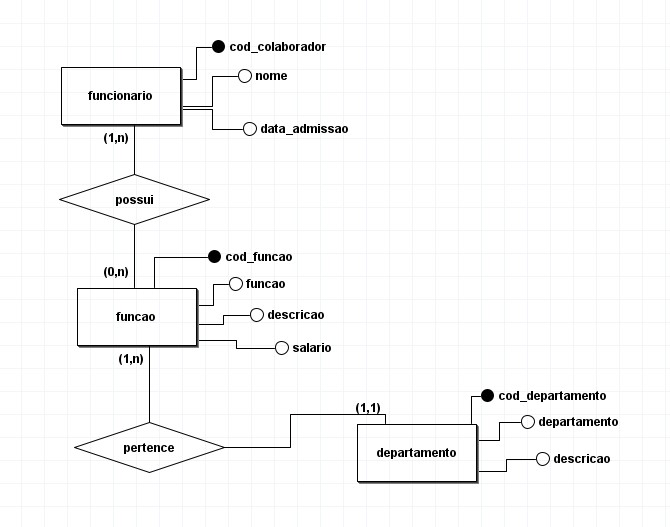 cod_colaborador
funcionario
nome
data_admissao
(1,n)
possui
(0,n)
cod_funcao
funcao
funcao
descricao
salario
(1,n)
pertence
(1,1)
cod_departamento
departamento
departamento
descricao